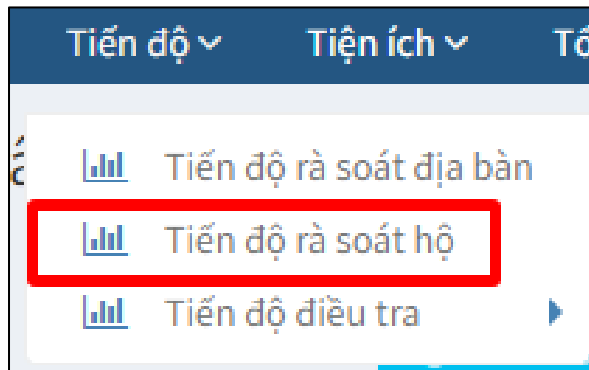 Tiến độ Tiện ích
Tiến độ rà soát địa bàn
Tiến độ rà soát hộ
Tiến độ điều tra